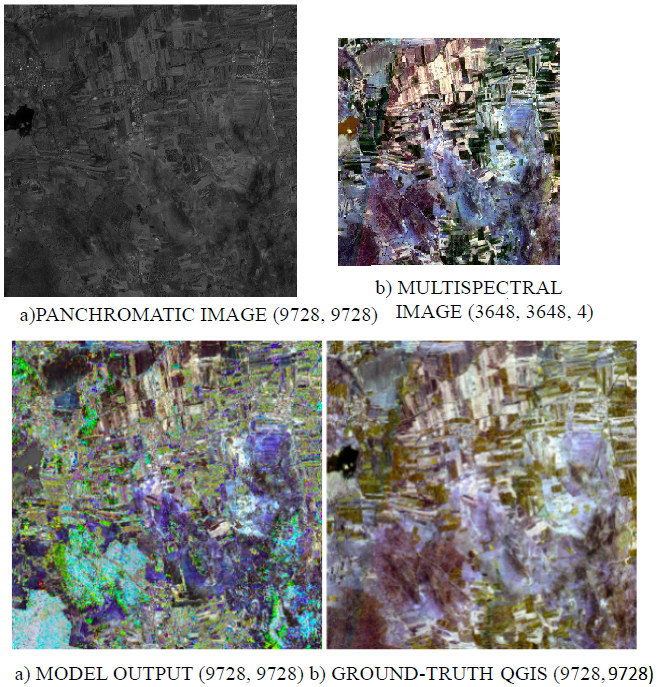 a)PANCHROMATIC IMAGE (9728, 9728)
b) MULTISPECTRAL
IMAGE (3648, 3648, 4)
a) MODEL OUTPUT (9728, 9728) b) GROUND-TRUTH QGIS (9728,9728)